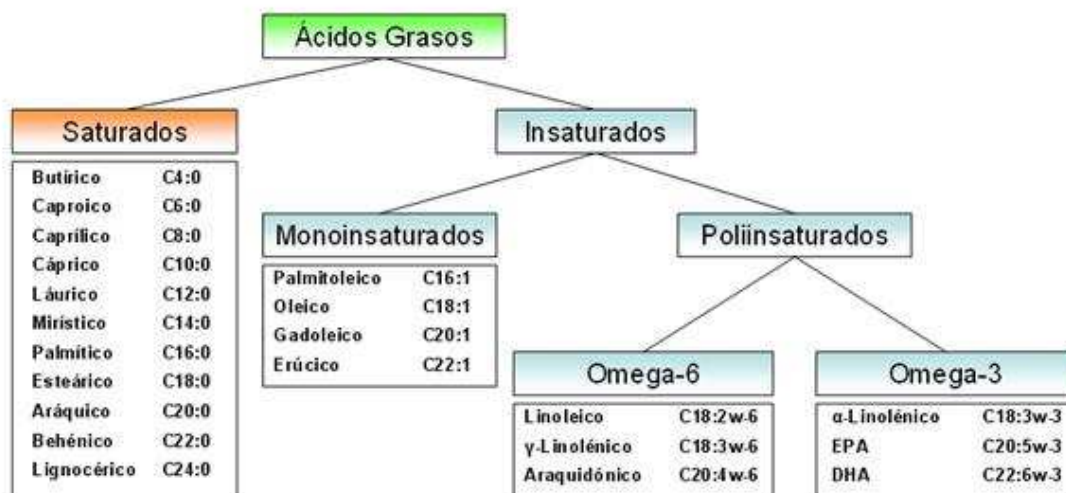 Ácidos Grasos
Saturados
Butírico C4:0
Caproico C6:0
Caprílico C8:0
Cáprico C10:0
Láurico C12:0
Mirístico C14:0
Palmítico C16:0
Esteárico C18:0
Aráquico C20:0
Behénico C22:0
Lignocérico C24:0
Insaturados
Monoinsaturados
Palmitoleico C16:1
Oleico C18:1
Gadoleico C20:1
Erúcico C22:1
Poliinsaturados
Omega-6
Linoleico C18:2w-6
γ-Linolénico C18:3w-6
Araquidónico C20:4w-6
Omega-3
α-Linolénico C18:3w-3
EPA C20:5w-3
DHA C22:6w-3